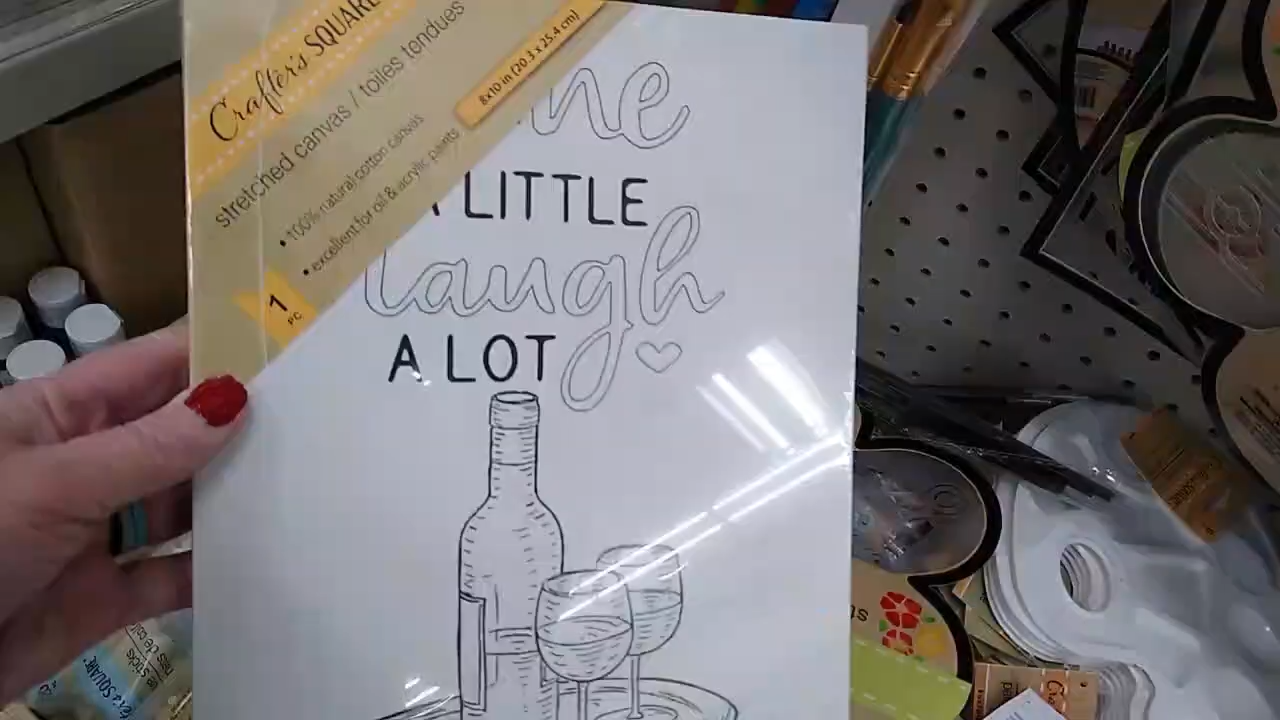 Crafter's SQUARE
stretched canvas / toiles tendues
8x10 in (20.3 x 25.4 cm)
• 100% natural cotton canvas
• excellent for oil & acrylic paints
1
PC
ne
LITTLE
laugh
A LOT